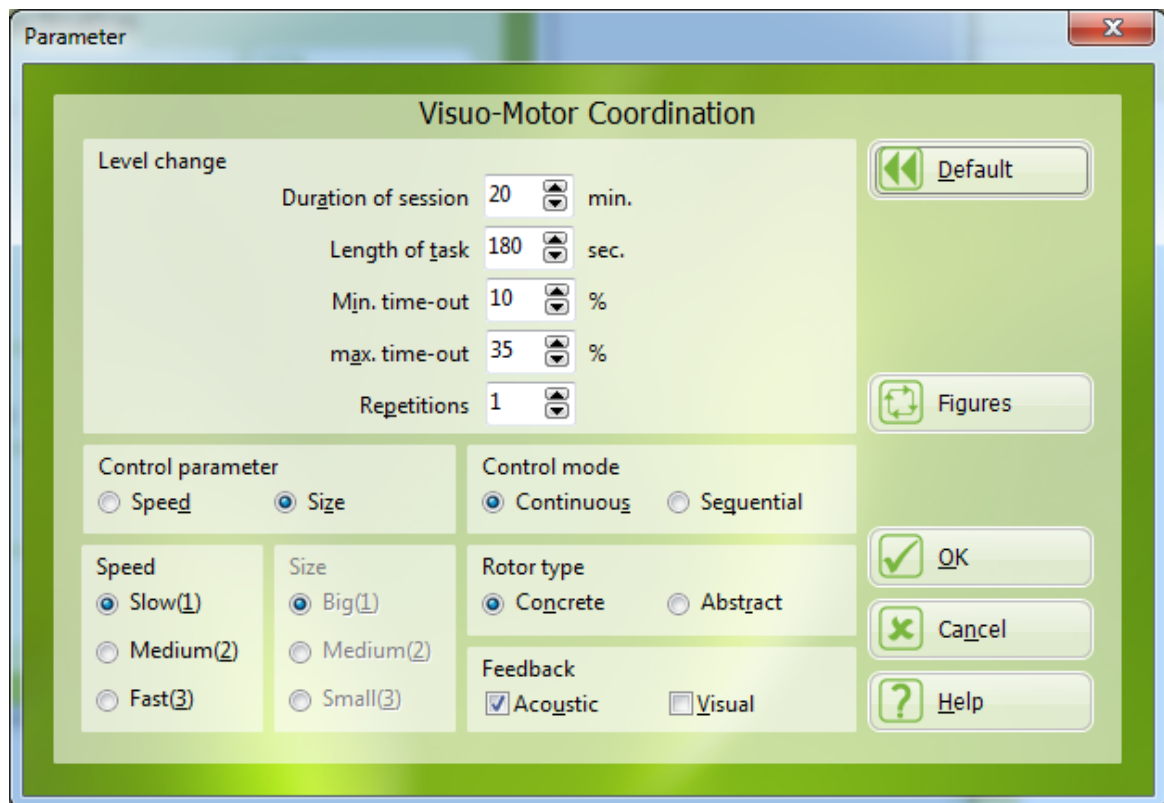 Parameter
Visuo-Motor Coordination
Level change
Duration of session 20 min.
Length of task 180 sec.
Min. time-out 10 %
max. time-out 35 %
Repetitions 1
Default
Figures
Control parameter
Speed Size
Control mode
Continuous Sequential
Speed
Slow(1)
Medium(2)
Fast(3)
Size
Big(1)
Medium(2)
Small(3)
Rotor type
Concrete Abstract
Feedback
Acoustic Visual
OK
Cancel
Help